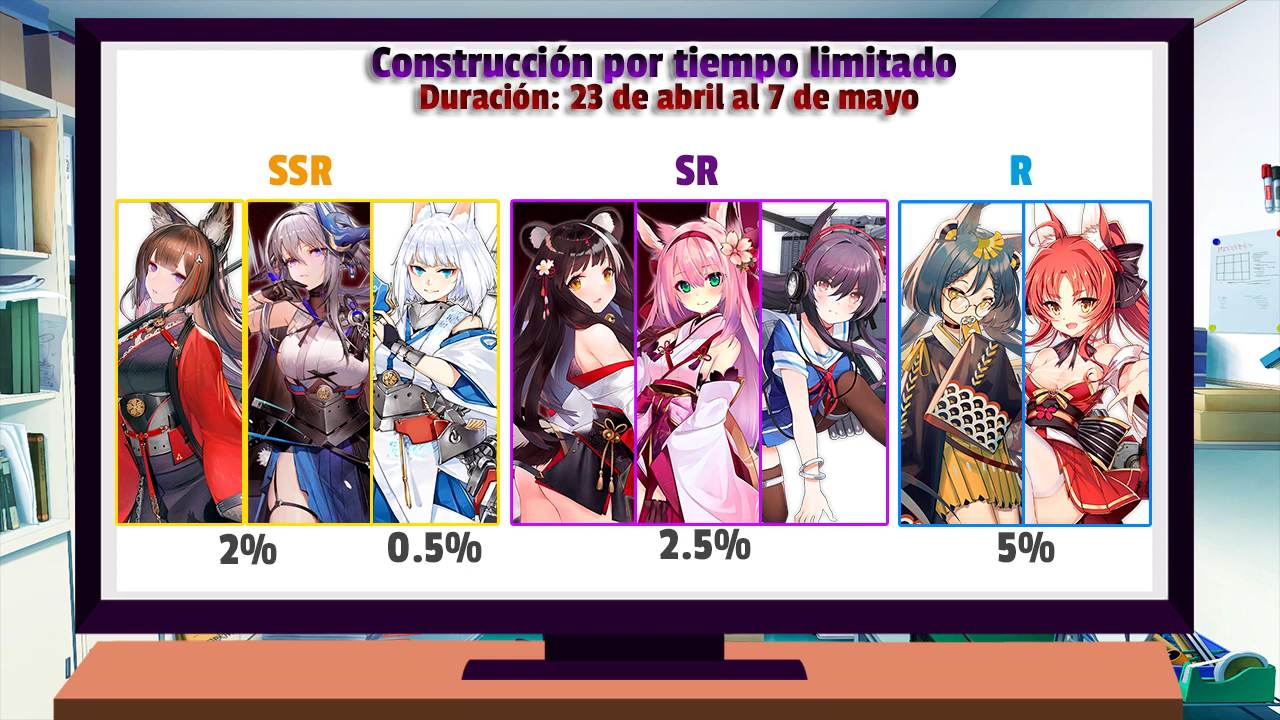 Construcción por tiempo limitado
Duración: 23 de abril al 7 de mayo
SSR
SR
R
2%
0.5%
2.5%
5%